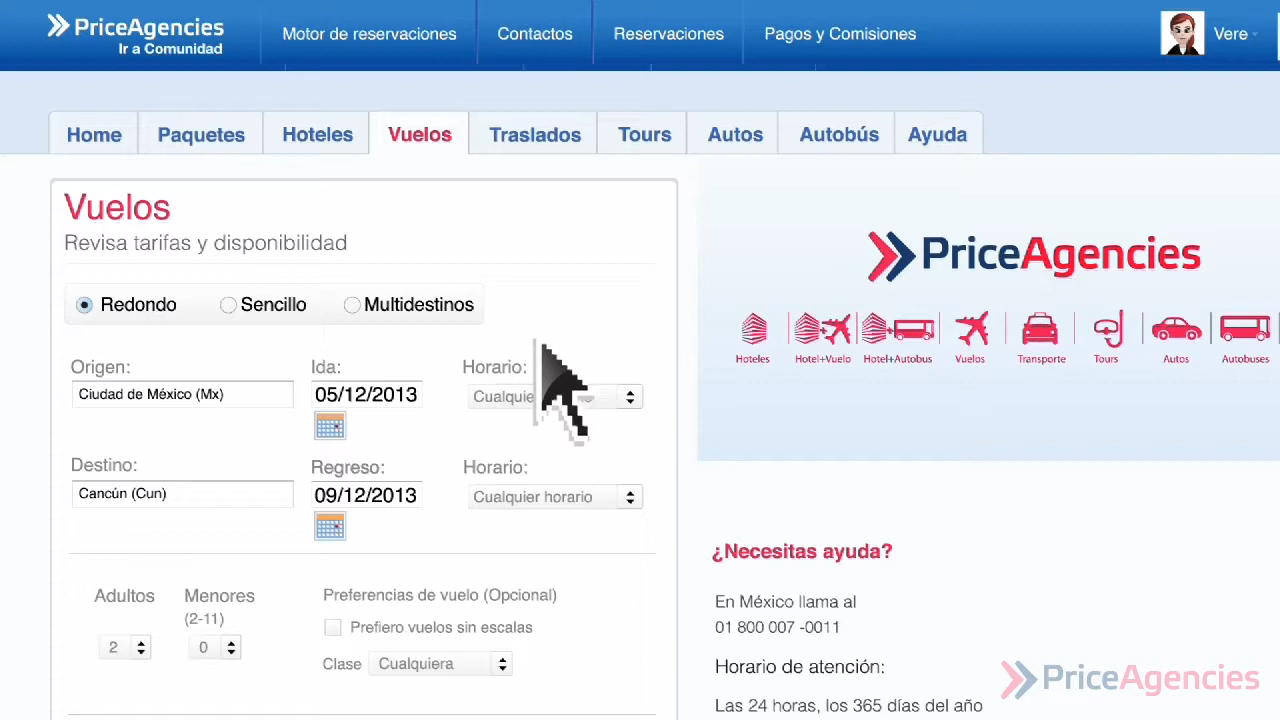 PriceAgencies
Ir a Comunidad
Motor de reservaciones
Contactos
Reservaciones
Pagos y Comisiones
Vere
Home
Paquetes
Hoteles
Vuelos
Traslados
Tours
Autos
Autobús
Ayuda
Vuelos
Revisa tarifas y disponibilidad
Redondo
Sencillo
Multidestinos
Origen:
Ida:
Horario:
Ciudad de México (Mx)
05/12/2013
Cualquie
Destino:
Regreso:
Horario:
Cancún (Cun)
09/12/2013
Cualquier horario
Adultos
Menores
(2-11)
2
0
Preferencias de vuelo (Opcional)
Prefiero vuelos sin escalas
Clase
Cualquiera
PriceAgencies
Hoteles
Hotel+Vuelo
Hotel+Autobus
Vuelos
Transporte
Tours
Autos
Autobuses
¿Necesitas ayuda?
En México llama al
01 800 007 -0011
Horario de atención:
Las 24 horas, los 365 días del año
PriceAgencies